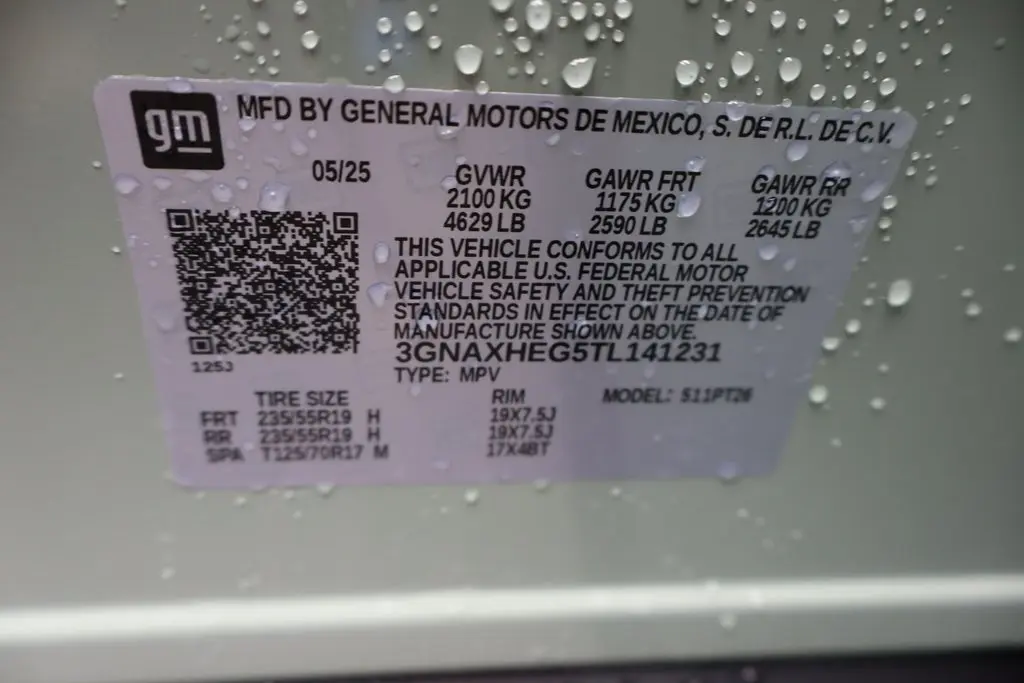 gm
MFD BY GENERAL MOTORS DE MEXICO, S. DE R.L. DE C.V.
05/25 GVWR GAWR FRT GAWR RR
2100 KG 1175 KG 1200 KG
4629 LB 2590 LB 2645 LB
THIS VEHICLE CONFORMS TO ALL
APPLICABLE U.S. FEDERAL MOTOR
VEHICLE SAFETY AND THEFT PREVENTION
STANDARDS IN EFFECT ON THE DATE OF
MANUFACTURE SHOWN ABOVE.
3GNAXHEG5TL141231
125J
TYPE: MPV
TIRE SIZE RIM MODEL: 511PT26
FRT 235/55R19 H 19X7.5J
RR 235/55R19 H 19X7.5J
SPA T125/70R17 M 17X4BT